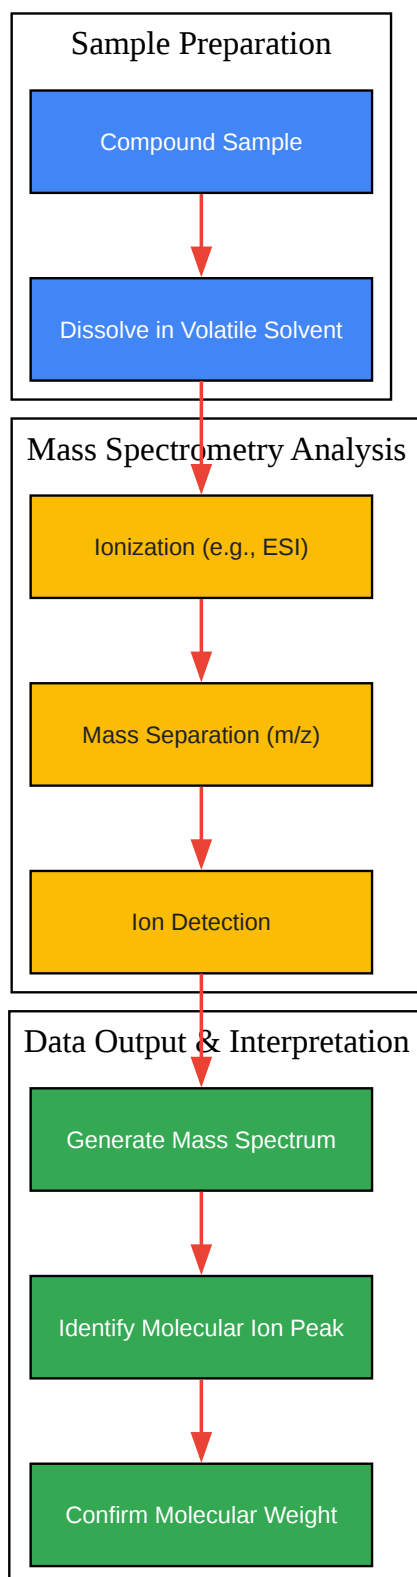 Sample Preparation
Compound Sample
Dissolve in Volatile Solvent
Mass Spectrometry Analysis
Ionization (e.g., ESI)
Mass Separation (m/z)
Ion Detection
Data Output & Interpretation
Generate Mass Spectrum
Identify Molecular Ion Peak
Confirm Molecular Weight